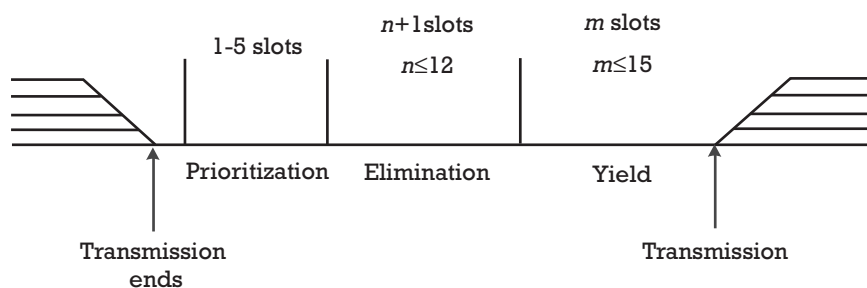 1-5 slots
n+1slots
n≤12
m slots
m≤15
Prioritization
Elimination
Yield
Transmission
ends
Transmission